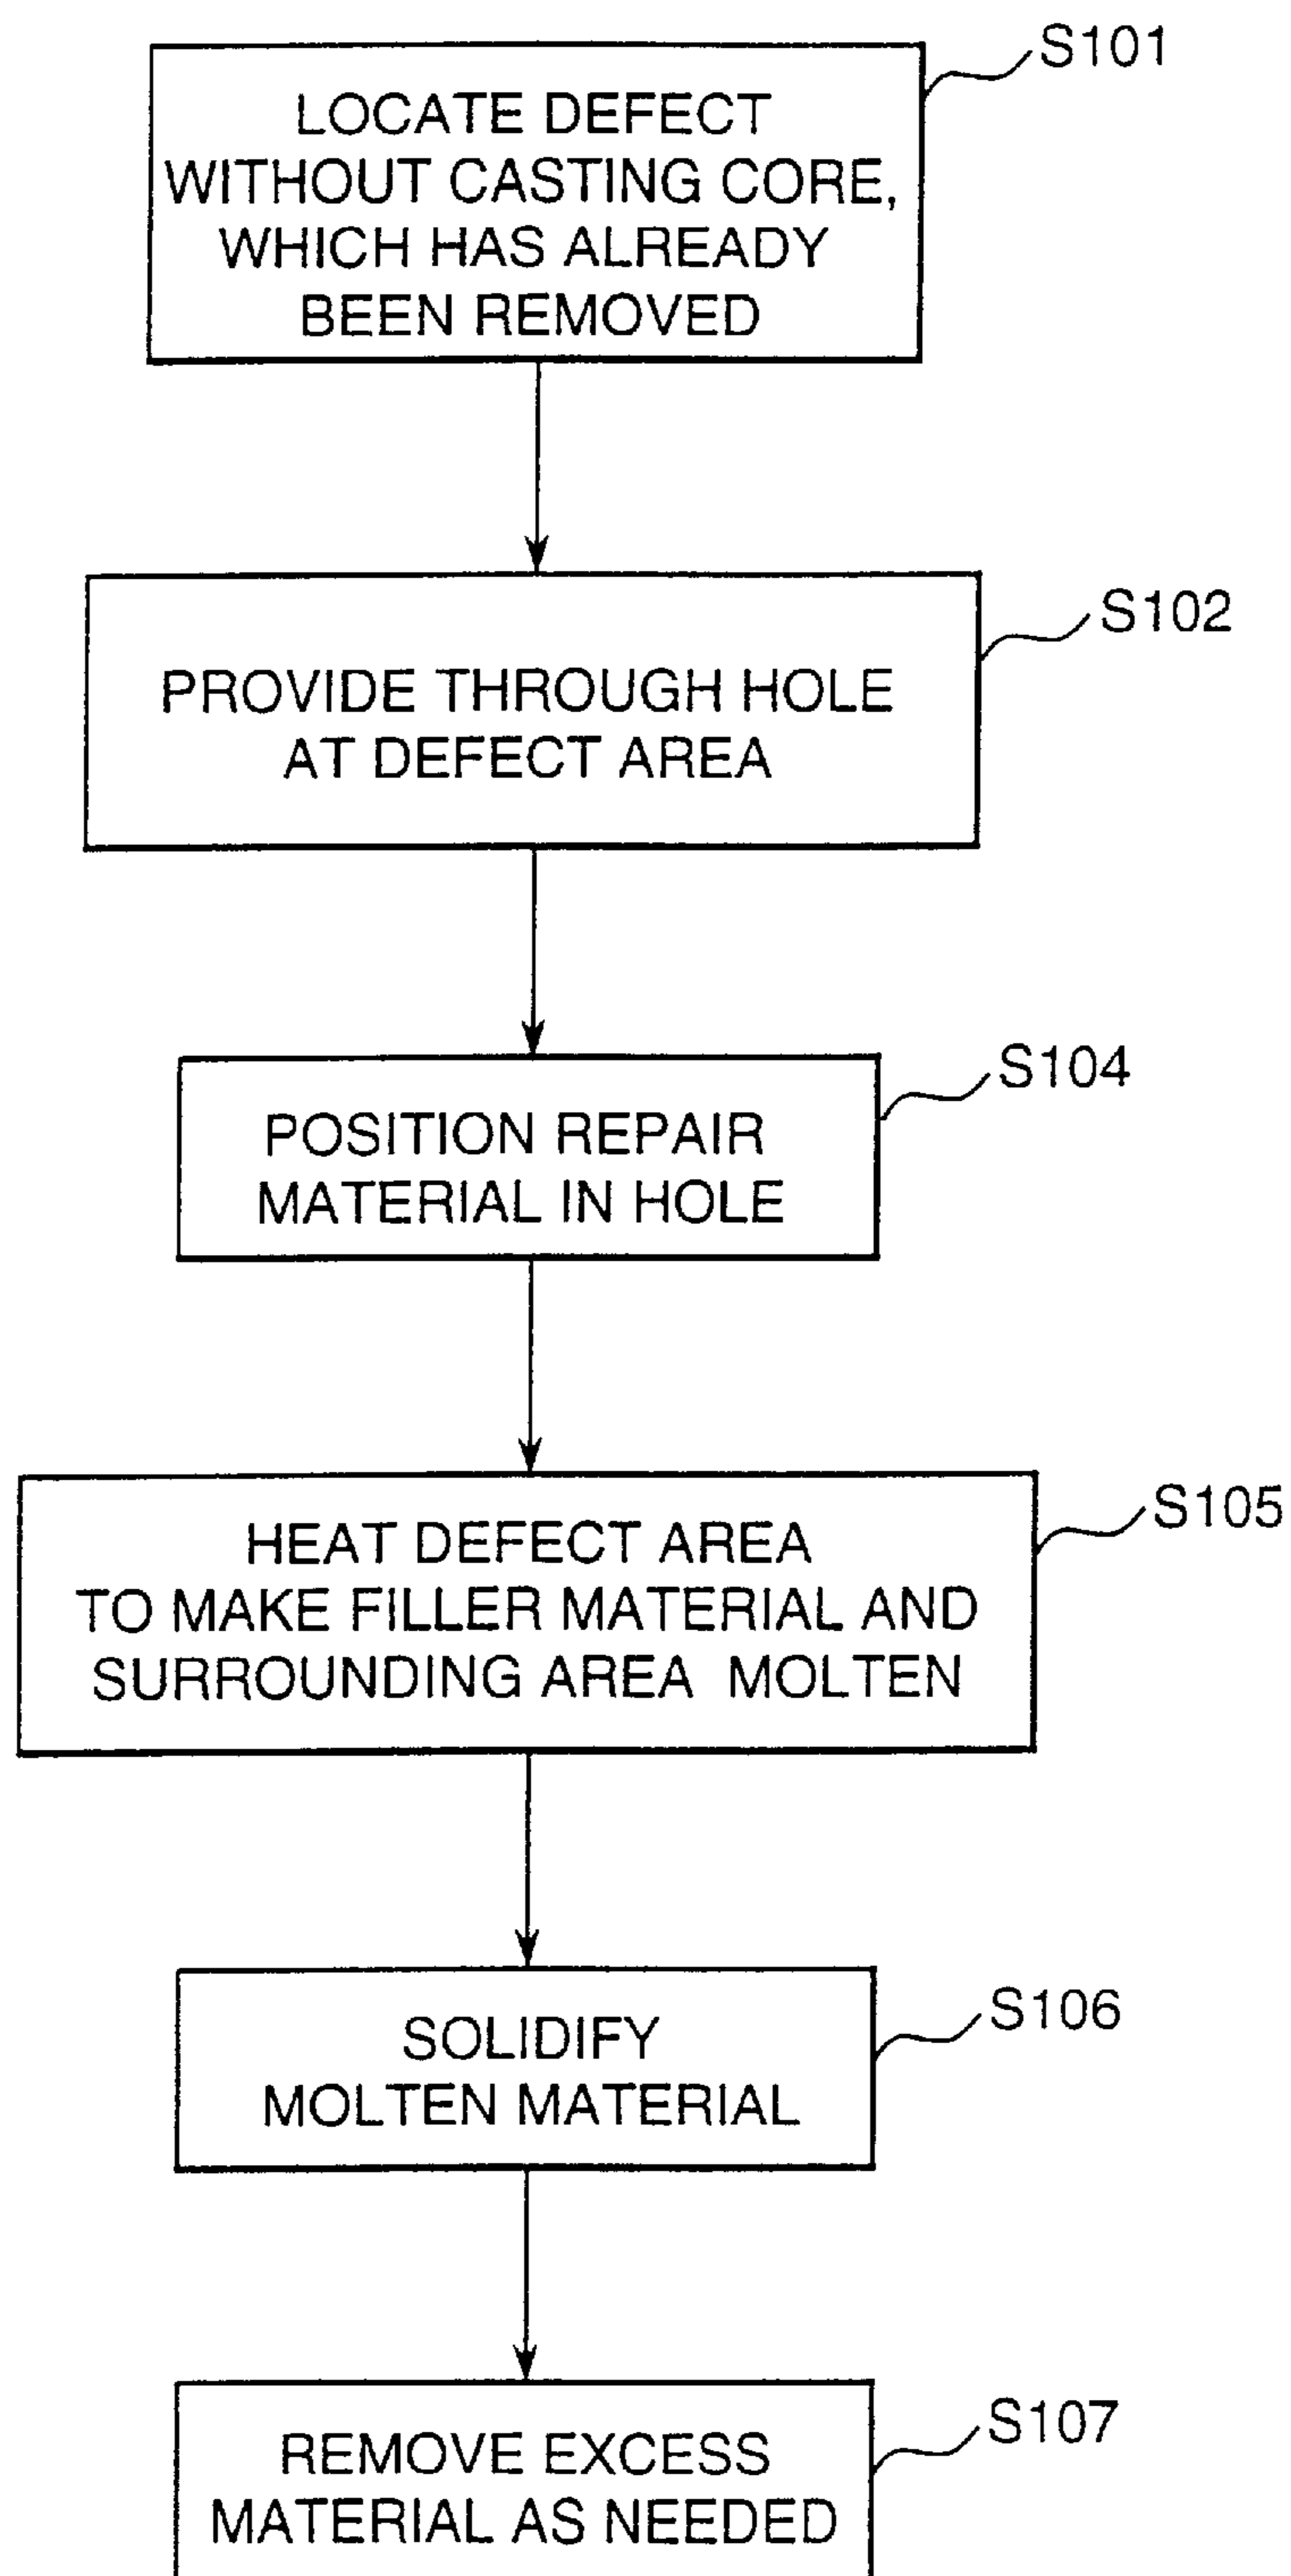 S101
LOCATE DEFECT
WITHOUT CASTING CORE,
WHICH HAS ALREADY
BEEN REMOVED
S102
PROVIDE THROUGH HOLE
AT DEFECT AREA
S104
POSITION REPAIR
MATERIAL IN HOLE
S105
HEAT DEFECT AREA
TO MAKE FILLER MATERIAL AND
SURROUNDING AREA MOLTEN
S106
SOLIDIFY
MOLTEN MATERIAL
S107
REMOVE EXCESS
MATERIAL AS NEEDED